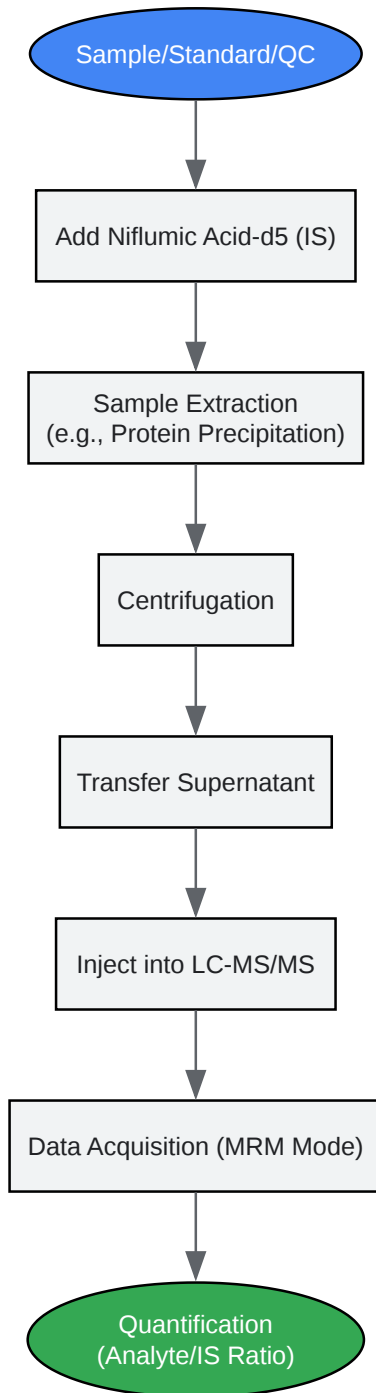 Sample/Standard/QC
Add Niflumic Acid-d5 (IS)
Sample Extraction
(e.g., Protein Precipitation)
Centrifugation
Transfer Supernatant
Inject into LC-MS/MS
Data Acquisition (MRM Mode)
Quantification
(Analyte/IS Ratio)